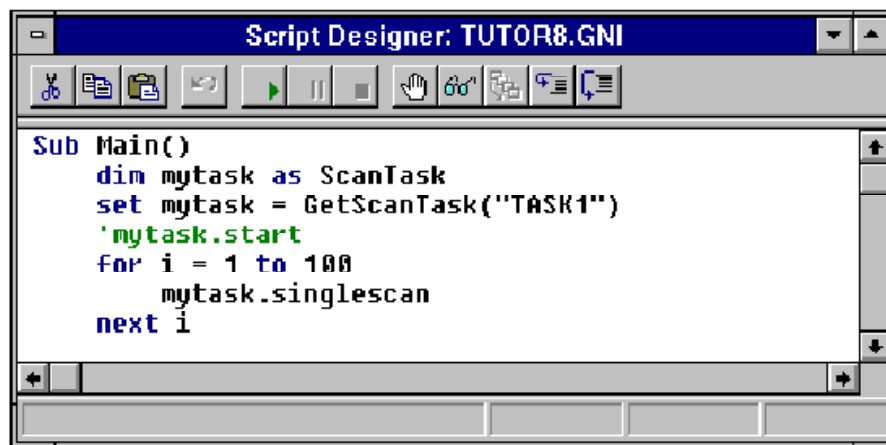 Script Designer: TUTOR8.GNI
Sub Main()
dim mytask as ScanTask
set mytask = GetScanTask("TASK1")
'mytask.start
for i = 1 to 100
mytask.singlescan
next i